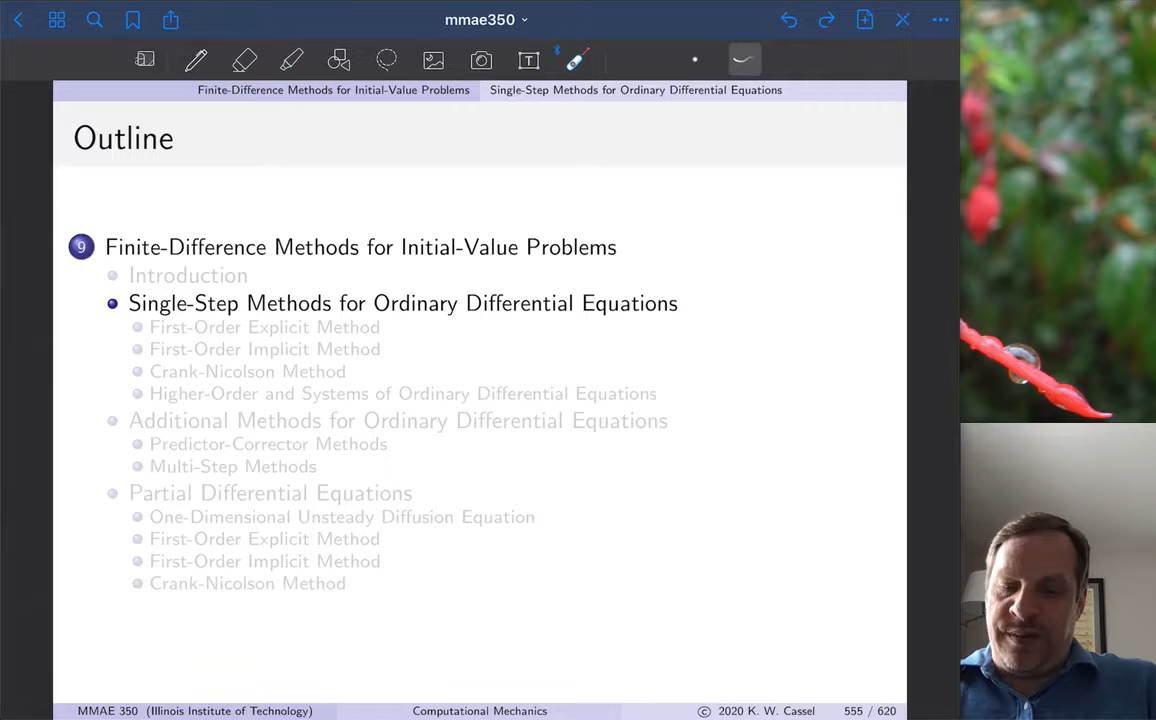 mmae350
T
Finite-Difference Methods for Initial-Value Problems Single-Step Methods for Ordinary Differential Equations
Outline
9 Finite-Difference Methods for Initial-Value Problems
Introduction
Single-Step Methods for Ordinary Differential Equations
First-Order Explicit Method
First-Order Implicit Method
Crank-Nicolson Method
Higher-Order and Systems of Ordinary Differential Equations
Additional Methods for Ordinary Differential Equations
Predictor-Corrector Methods
Multi-Step Methods
Partial Differential Equations
One-Dimensional Unsteady Diffusion Equation
First-Order Explicit Method
First-Order Implicit Method
Crank-Nicolson Method
MMAE 350 (Illinois Institute of Technology) Computational Mechanics © 2020 K. W. Cassel 555 / 620